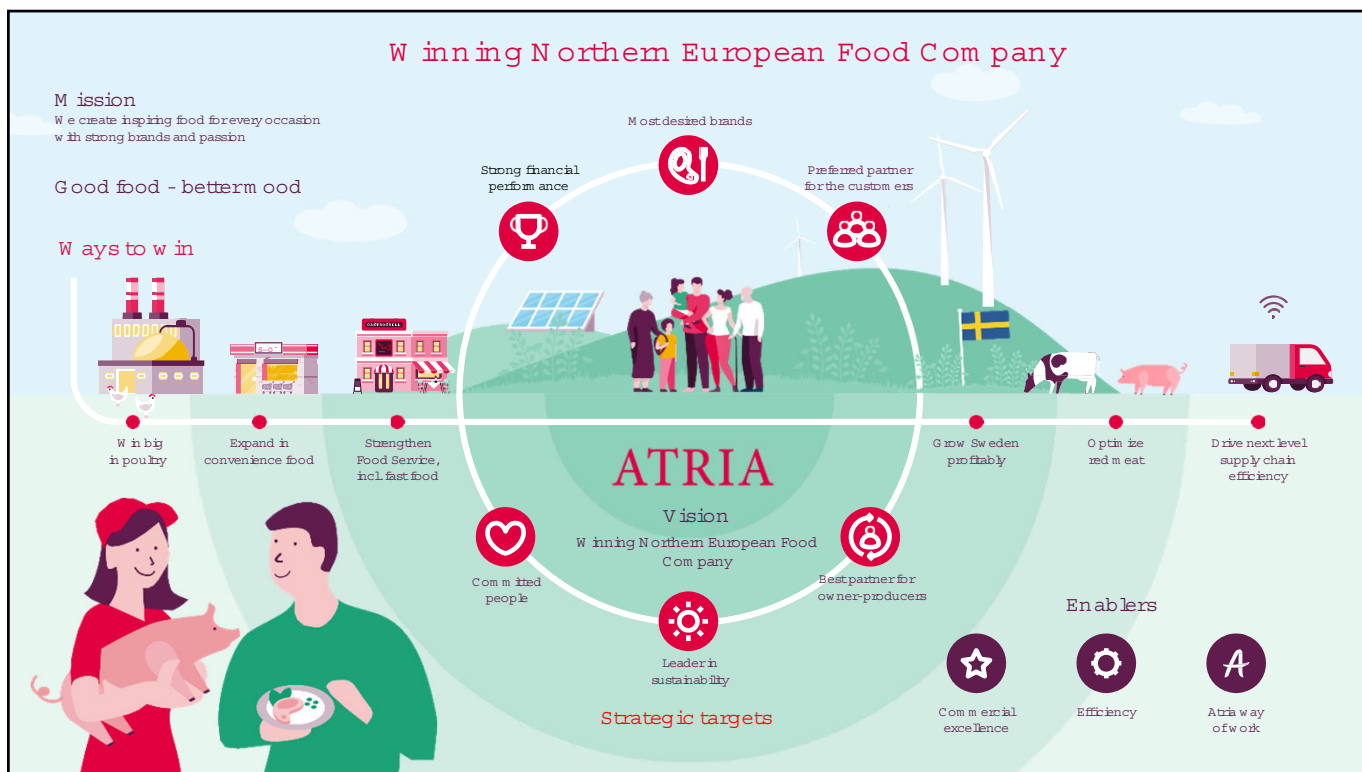 Winning Northern European Food Company
Mission
We create inspiring food for every occasion
with strong brands and passion
Good food - better mood
Ways to win
Most desired brands
Strong financial
performance
Preferred partner
for the customers
Win big
in poultry
Expand in
convenience food
Strengthen
Food Service,
incl. fast food
Grow Sweden
profitably
Optimize
red meat
Drive next level
supply chain
efficiency
ATRIA
Vision
Winning Northern European Food
Company
Committed
people
Best partner for
owner-producers
Leader in
sustainability
Strategic targets
Enablers
Commercial
excellence
Efficiency
A
Atria way
of work